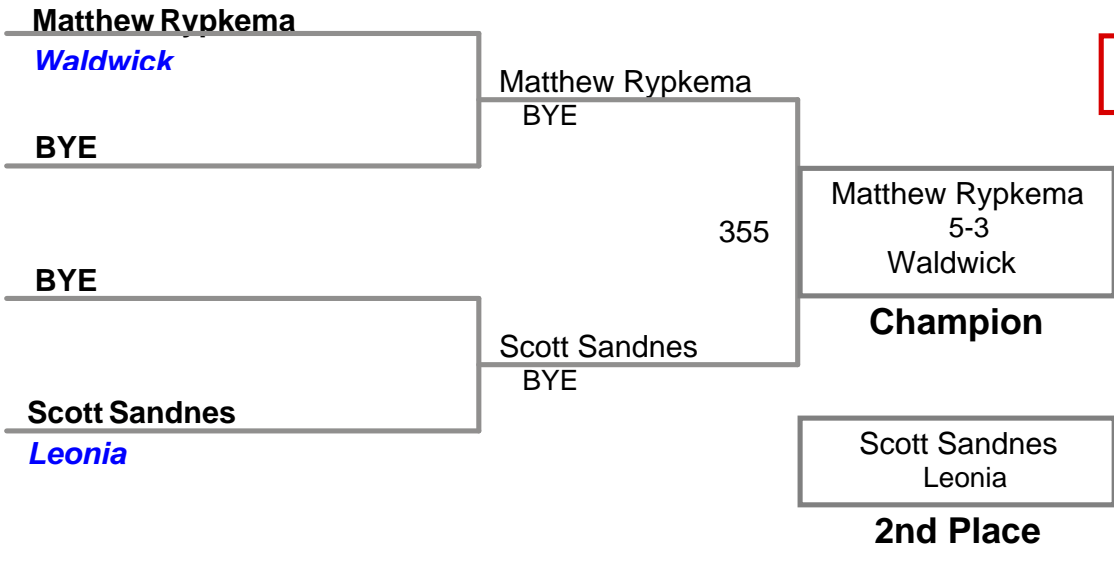 Matthew Rypkema
Waldwick
BYE
BYE
Scott Sandnes
Leonia
Matthew Rypkema
BYE
355
Scott Sandnes
BYE
Matthew Rypkema
5-3
Waldwick
Champion
Scott Sandnes
Leonia
2nd Place